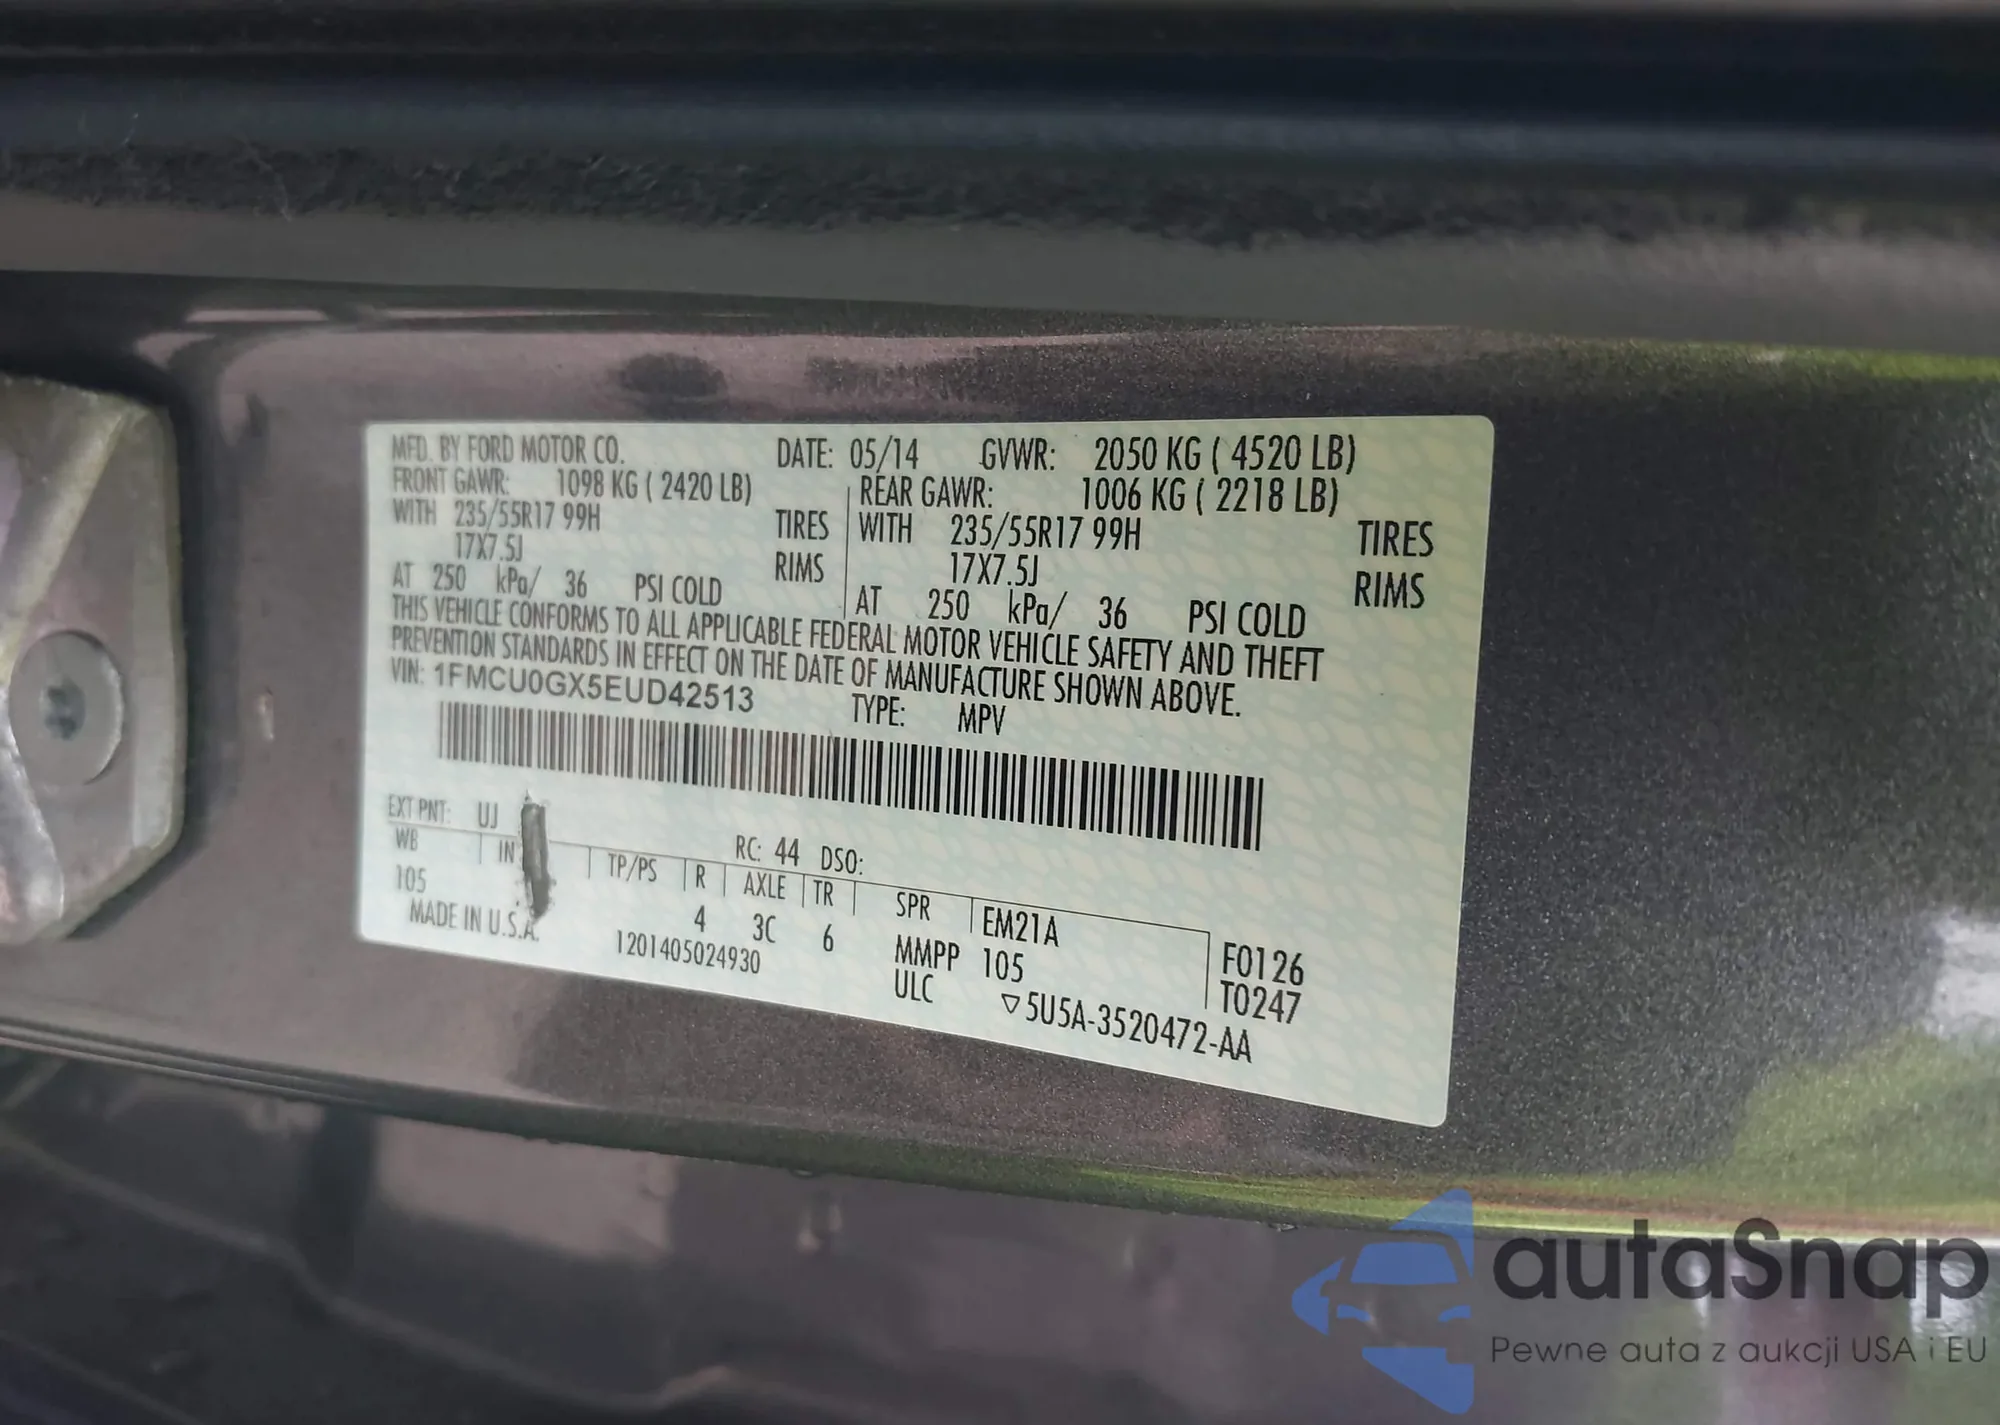 MFD. BY FORD MOTOR CO. DATE: 05/14 GVWR: 2050 KG ( 4520 LB)
FRONT GAWR: 1098 KG ( 2420 LB) REAR GAWR: 1006 KG ( 2218 LB)
WITH 235/55R17 99H TIRES WITH 235/55R17 99H TIRES
17X7.5J RIMS 17X7.5J RIMS
AT 250 kPa/ 36 PSI COLD AT 250 kPa/ 36 PSI COLD
THIS VEHICLE CONFORMS TO ALL APPLICABLE FEDERAL MOTOR VEHICLE SAFETY AND THEFT
PREVENTION STANDARDS IN EFFECT ON THE DATE OF MANUFACTURE SHOWN ABOVE.
VIN: 1FMCU0GX5EUD42513 TYPE: MPV
EXT PNT: UJ RC: 44 DSO:
WB IN TP/PS R AXLE TR SPR EM21A F0126
105 4 3C 6 MMPP 105 T0247
MADE IN U.S.A. 1201405024930 ULC ▽5U5A-3520472-AA
autaSnap
Pewne auta z aukcji USA i EU